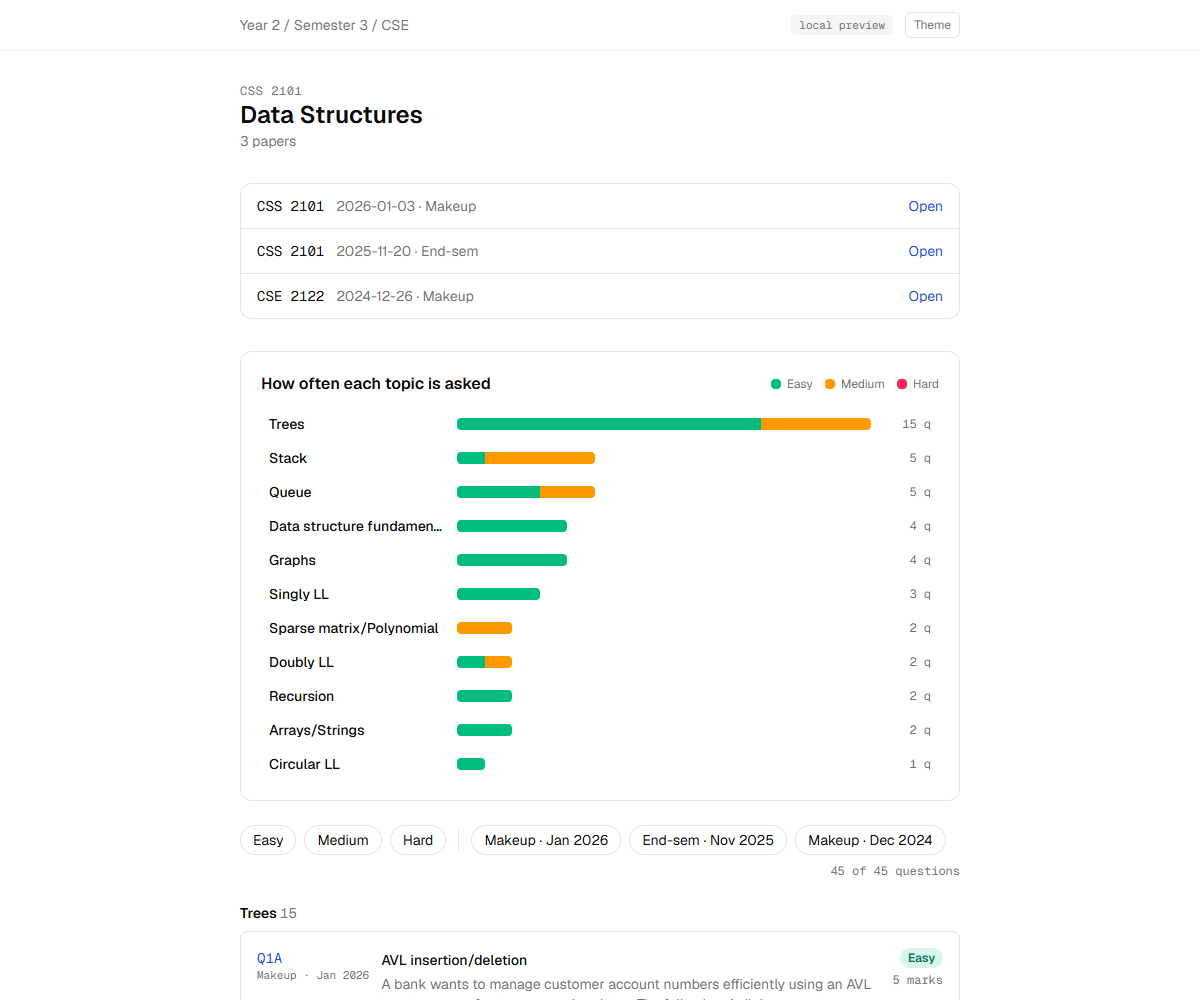 Year 2 / Semester 3 / CSE
local preview
Theme
CSS 2101
Data Structures
3 papers
CSS 2101 2026-01-03 · Makeup Open
CSS 2101 2025-11-20 · End-sem Open
CSE 2122 2024-12-26 · Makeup Open
How often each topic is asked
Easy Medium Hard
Trees 15 q
Stack 5 q
Queue 5 q
Data structure fundamen... 4 q
Graphs 4 q
Singly LL 3 q
Sparse matrix/Polynomial 2 q
Doubly LL 2 q
Recursion 2 q
Arrays/Strings 2 q
Circular LL 1 q
Easy Medium Hard Makeup · Jan 2026 End-sem · Nov 2025 Makeup · Dec 2024
45 of 45 questions
Trees 15
Q1A AVL insertion/deletion Easy
Makeup · Jan 2026 A bank wants to manage customer account numbers efficiently using an AVL 5 marks